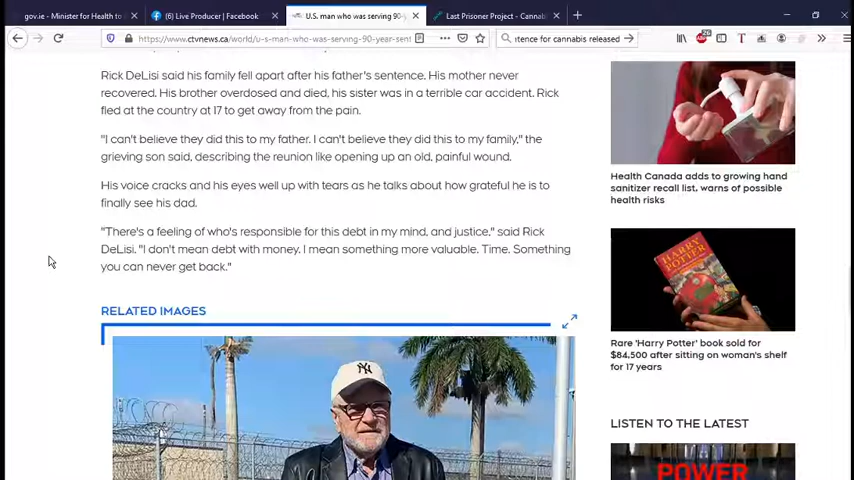 gov.ie - Minister for Health to
(6) Live Producer | Facebook
U.S. man who was serving 90-y
Last Prisoner Project - Cannabi
https://www.ctvnews.ca/world/u-s-man-who-was-serving-90-year-sent
rtence for cannabis released
26
Rick DeLisi said his family fell apart after his father's sentence. His mother never
recovered. His brother overdosed and died, his sister was in a terrible car accident. Rick
fled at the country at 17 to get away from the pain.
"I can't believe they did this to my father. I can't believe they did this to my family," the
grieving son said, describing the reunion like opening up an old, painful wound.
His voice cracks and his eyes well up with tears as he talks about how grateful he is to
finally see his dad.
"There's a feeling of who's responsible for this debt in my mind, and justice," said Rick
DeLisi. "I don't mean debt with money. I mean something more valuable. Time. Something
you can never get back."
RELATED IMAGES
NY
Health Canada adds to growing hand
sanitizer recall list, warns of possible
health risks
HARRY
POTTER
Rare 'Harry Potter' book sold for
$84,500 after sitting on woman's shelf
for 17 years
LISTEN TO THE LATEST
POWER